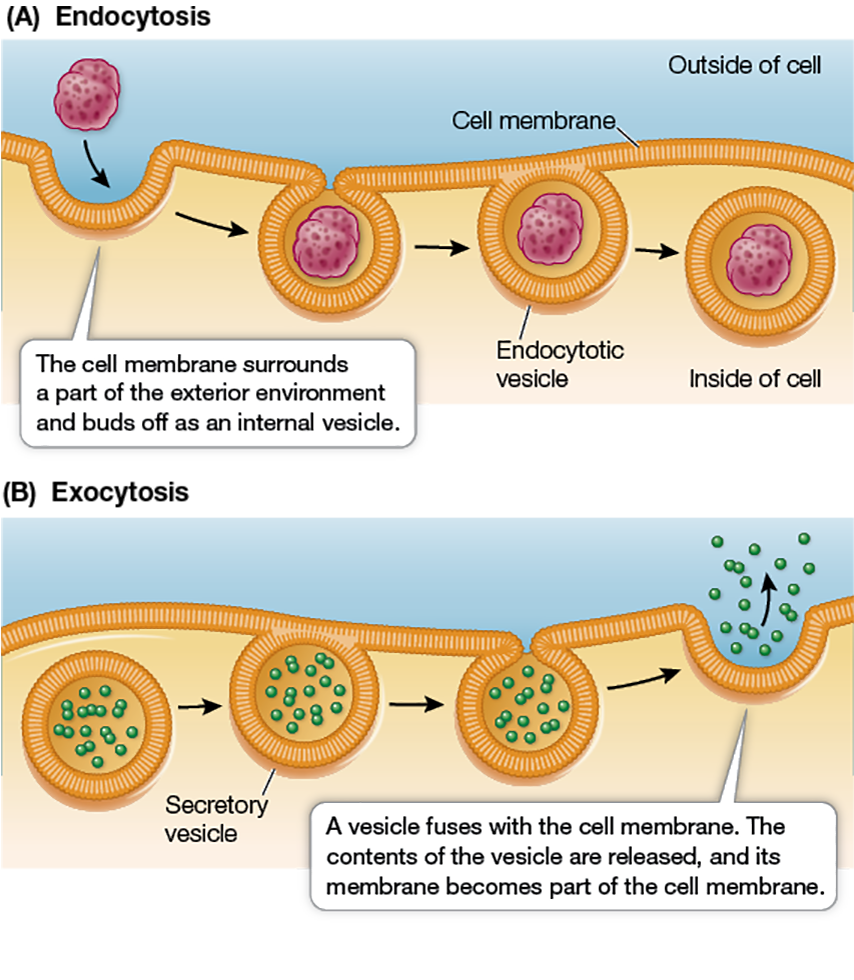 (A) Endocytosis
Outside of cell
Cell membrane
Endocytotic
vesicle
Inside of cell
The cell membrane surrounds
a part of the exterior environment
and buds off as an internal vesicle.
(B) Exocytosis
Secretory
vesicle
A vesicle fuses with the cell membrane. The
contents of the vesicle are released, and its
membrane becomes part of the cell membrane.